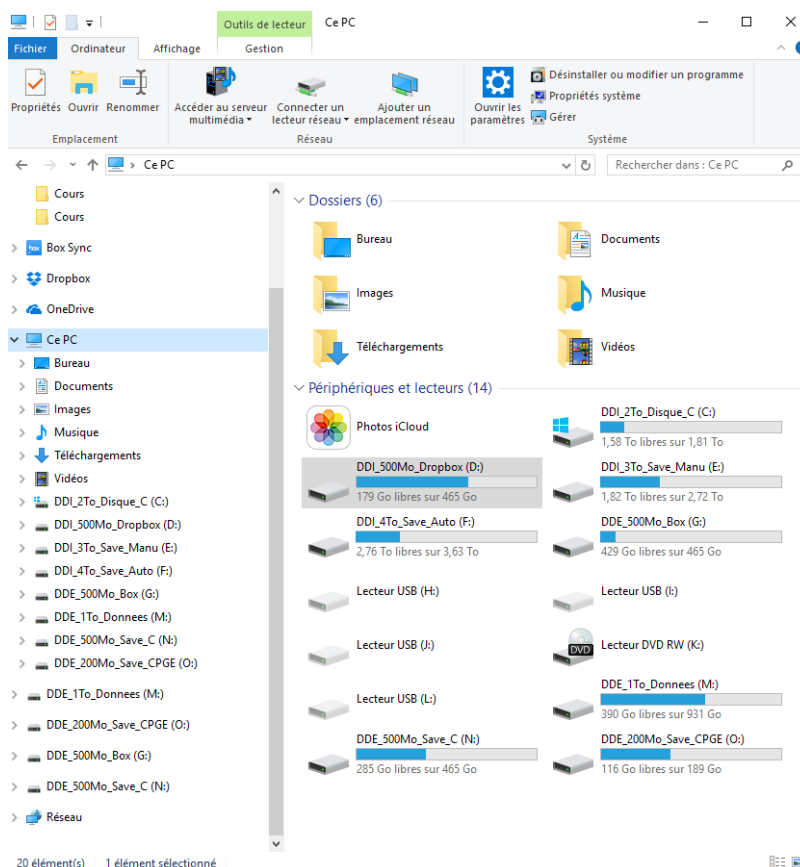 Outils de lecteur
Ce PC
Fichier
Ordinateur
Affichage
Gestion
Propriétés
Ouvrir
Renommer
Accéder au serveur
multimédia
Connecter un
lecteur réseau
Ajouter un
emplacement réseau
Ouvrir les
paramètres
Désinstaller ou modifier un programme
Propriétés système
Gérer
Emplacement
Réseau
Système
Ce PC
Rechercher dans : Ce PC
Cours
Cours
box
Box Sync
Dropbox
OneDrive
Ce PC
Bureau
Documents
Images
Musique
Téléchargements
Vidéos
DDI_2To_Disque_C (C:)
DDI_500Mo_Dropbox (D:)
DDI_3To_Save_Manu (E:)
DDI_4To_Save_Auto (F:)
DDE_500Mo_Box (G:)
DDE_1To_Donnees (M:)
DDE_500Mo_Save_C (N:)
DDE_200Mo_Save_CPGE (O:)
DDE_1To_Donnees (M:)
DDE_200Mo_Save_CPGE (O:)
DDE_500Mo_Box (G:)
DDE_500Mo_Save_C (N:)
Réseau
Dossiers (6)
Bureau
Documents
Images
Musique
Téléchargements
Vidéos
Périphériques et lecteurs (14)
Photos iCloud
DDI_2To_Disque_C (C:)
1,58 To libres sur 1,81 To
DDI_500Mo_Dropbox (D:)
179 Go libres sur 465 Go
DDI_3To_Save_Manu (E:)
1,82 To libres sur 2,72 To
DDI_4To_Save_Auto (F:)
2,76 To libres sur 3,63 To
DDE_500Mo_Box (G:)
429 Go libres sur 465 Go
Lecteur USB (H:)
Lecteur USB (I:)
Lecteur USB (J:)
DVD
Lecteur DVD RW (K:)
Lecteur USB (L:)
DDE_1To_Donnees (M:)
390 Go libres sur 931 Go
DDE_500Mo_Save_C (N:)
285 Go libres sur 465 Go
DDE_200Mo_Save_CPGE (O:)
116 Go libres sur 189 Go
20 élément(s)
1 élément sélectionné